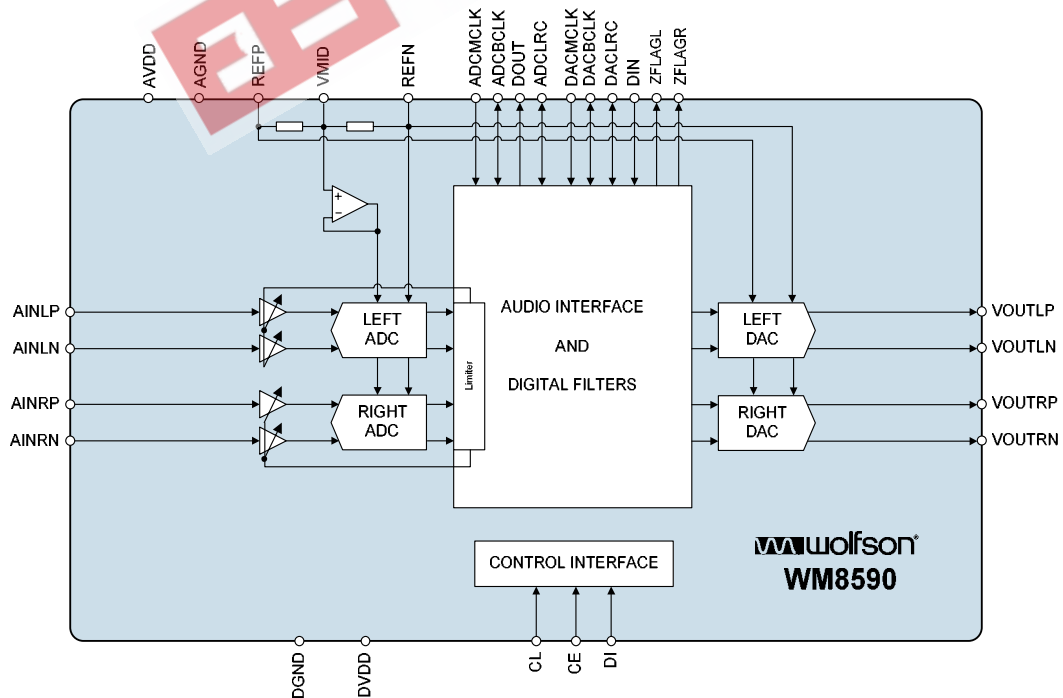 AVDD
AGND
REFP
VMID
REFN
ADCMCLK
ADCBCLK
DOUT
ADCLRC
DACMCLK
DACBCLK
DACLRC
DIN
ZFLAGL
ZFLAGR
+
−
AINLP
AINLN
AINRP
AINRN
LEFT
ADC
RIGHT
ADC
Limiter
AUDIO INTERFACE
AND
DIGITAL FILTERS
LEFT
DAC
RIGHT
DAC
VOUTLP
VOUTLN
VOUTRP
VOUTRN
CONTROL INTERFACE
wolfson®
WM8590
DGND
DVDD
CL
CE
DI